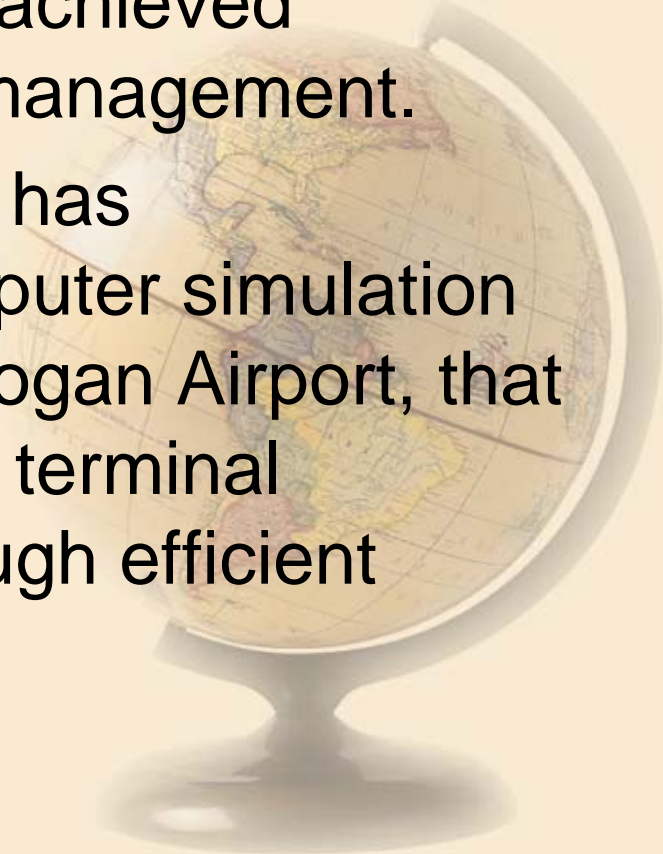 achieved
management.
has
puter simulation
ogan Airport, that
terminal
ugh efficient